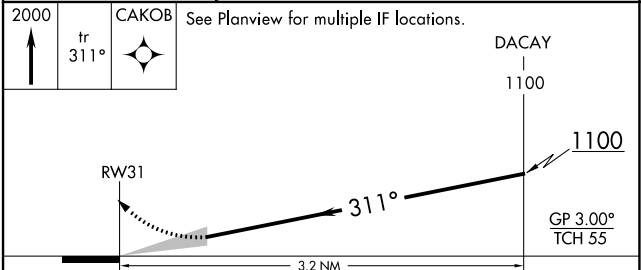 2000
tr
311°
CAKOB
See Planview for multiple IF locations.
DACAY
1100
1100
RW31
311°
GP 3.00°
TCH 55
3.2 NM